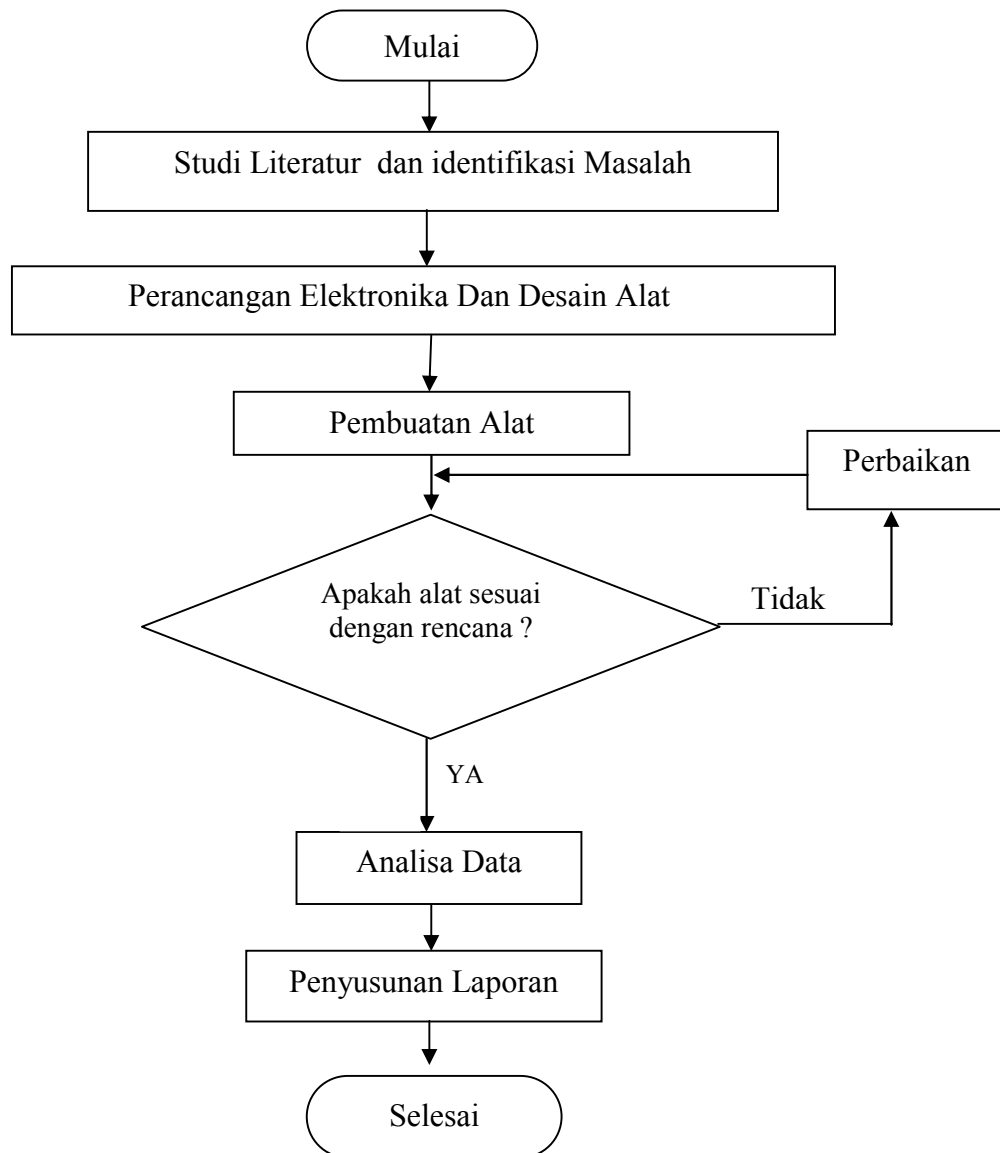 Mulai
Studi Literatur dan identifikasi Masalah
Perancangan Elektronika Dan Desain Alat
Pembuatan Alat
Perbaikan
Apakah alat sesuai
dengan rencana ?
Tidak
YA
Analisa Data
Penyusunan Laporan
Selesai